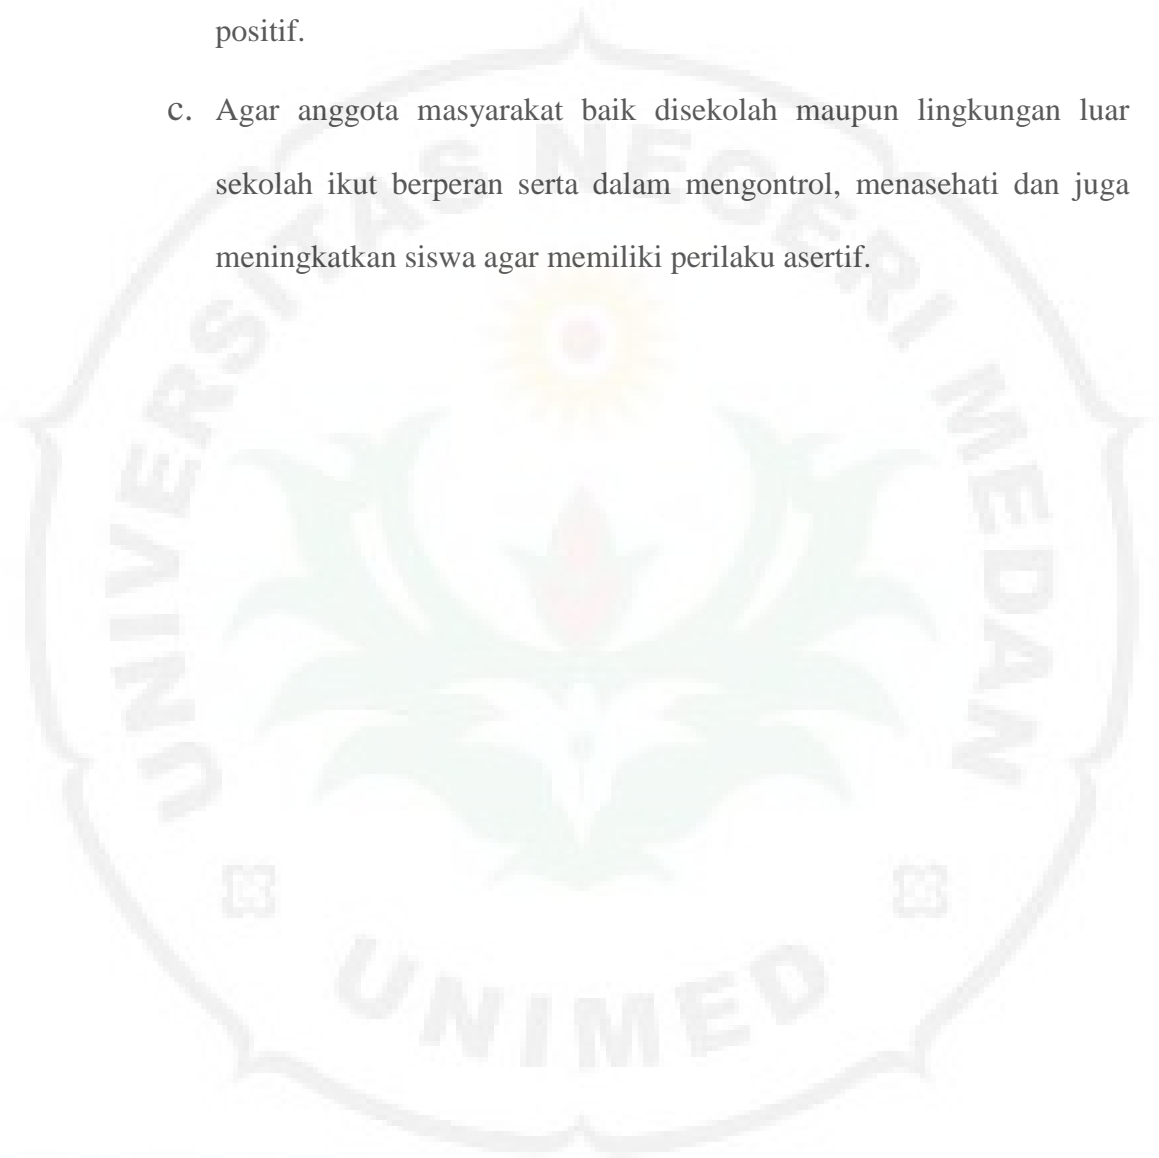 positif.
c. Agar anggota masyarakat baik disekolah maupun lingkungan luar
sekolah ikut berperan serta dalam mengontrol, menasehati dan juga
meningkatkan siswa agar memiliki perilaku asertif.
UNIVERSITAS NEGERI MEDAN
UNIMED